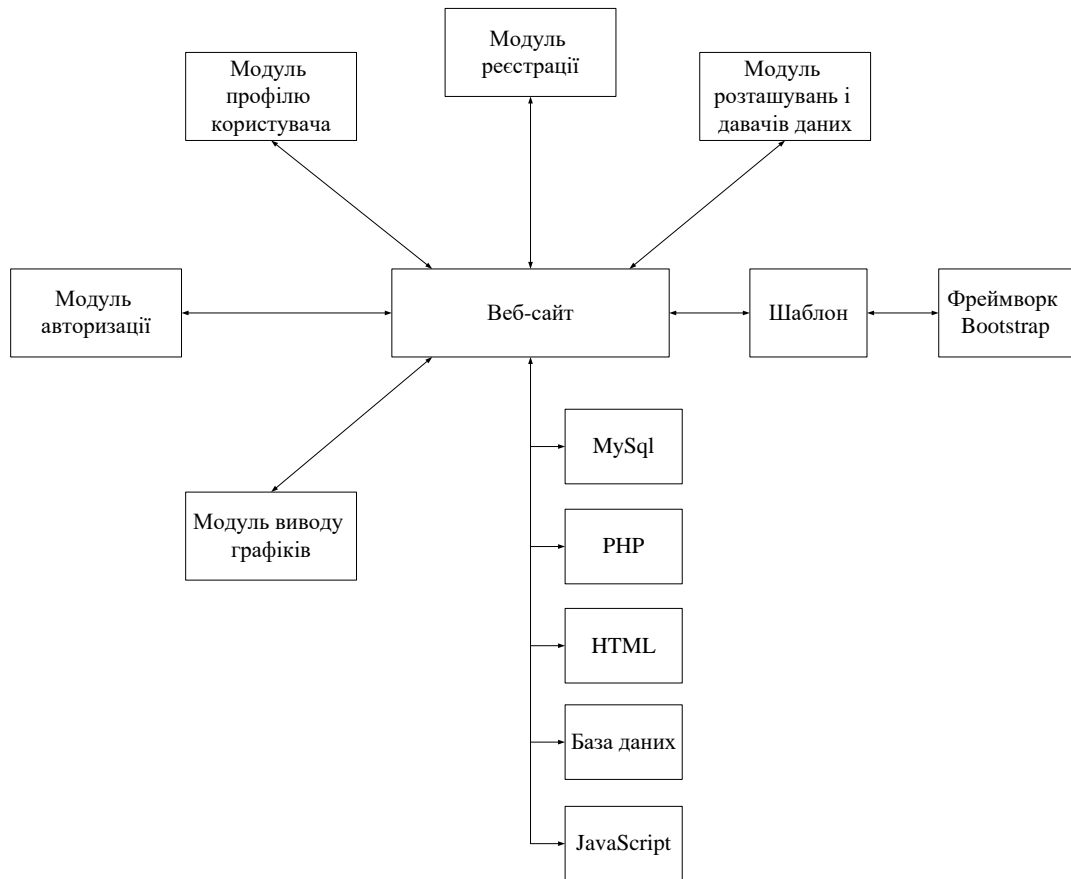 Модуль
реєстрації
Модуль
профілю
користувача
Модуль
розташувань і
давачів даних
Модуль
авторизації
Веб-сайт
Шаблон
Фреймворк
Bootstrap
MySql
Модуль виводу
графіків
PHP
HTML
База даних
JavaScript